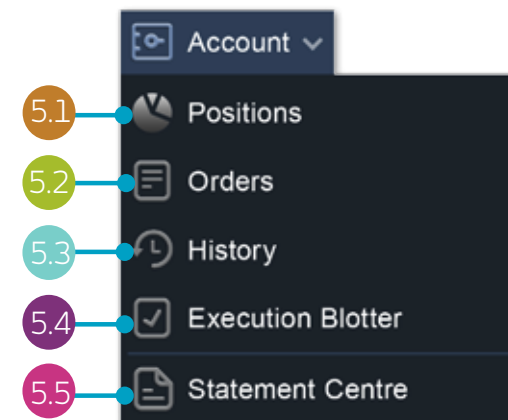 Account
5.1 Positions
5.2 Orders
5.3 History
5.4 Execution Blotter
5.5 Statement Centre